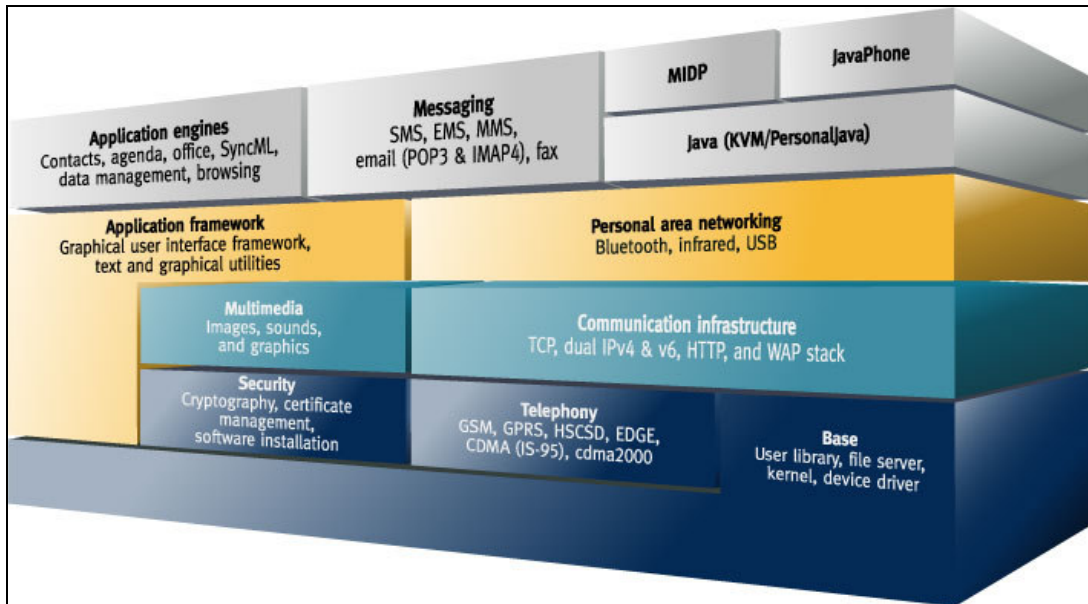 Application engines
Contacts, agenda, office, SyncML,
data management, browsing
Messaging
SMS, EMS, MMS,
email (POP3 & IMAP4), fax
MIDP
JavaPhone
Java (KVM/PersonalJava)
Application framework
Graphical user interface framework,
text and graphical utilities
Personal area networking
Bluetooth, infrared, USB
Multimedia
Images, sounds,
and graphics
Communication infrastructure
TCP, dual IPv4 & v6, HTTP, and WAP stack
Security
Cryptography, certificate
management,
software installation
Telephony
GSM, GPRS, HSCSD, EDGE,
CDMA (IS-95), cdma2000
Base
User library, file server,
kernel, device driver